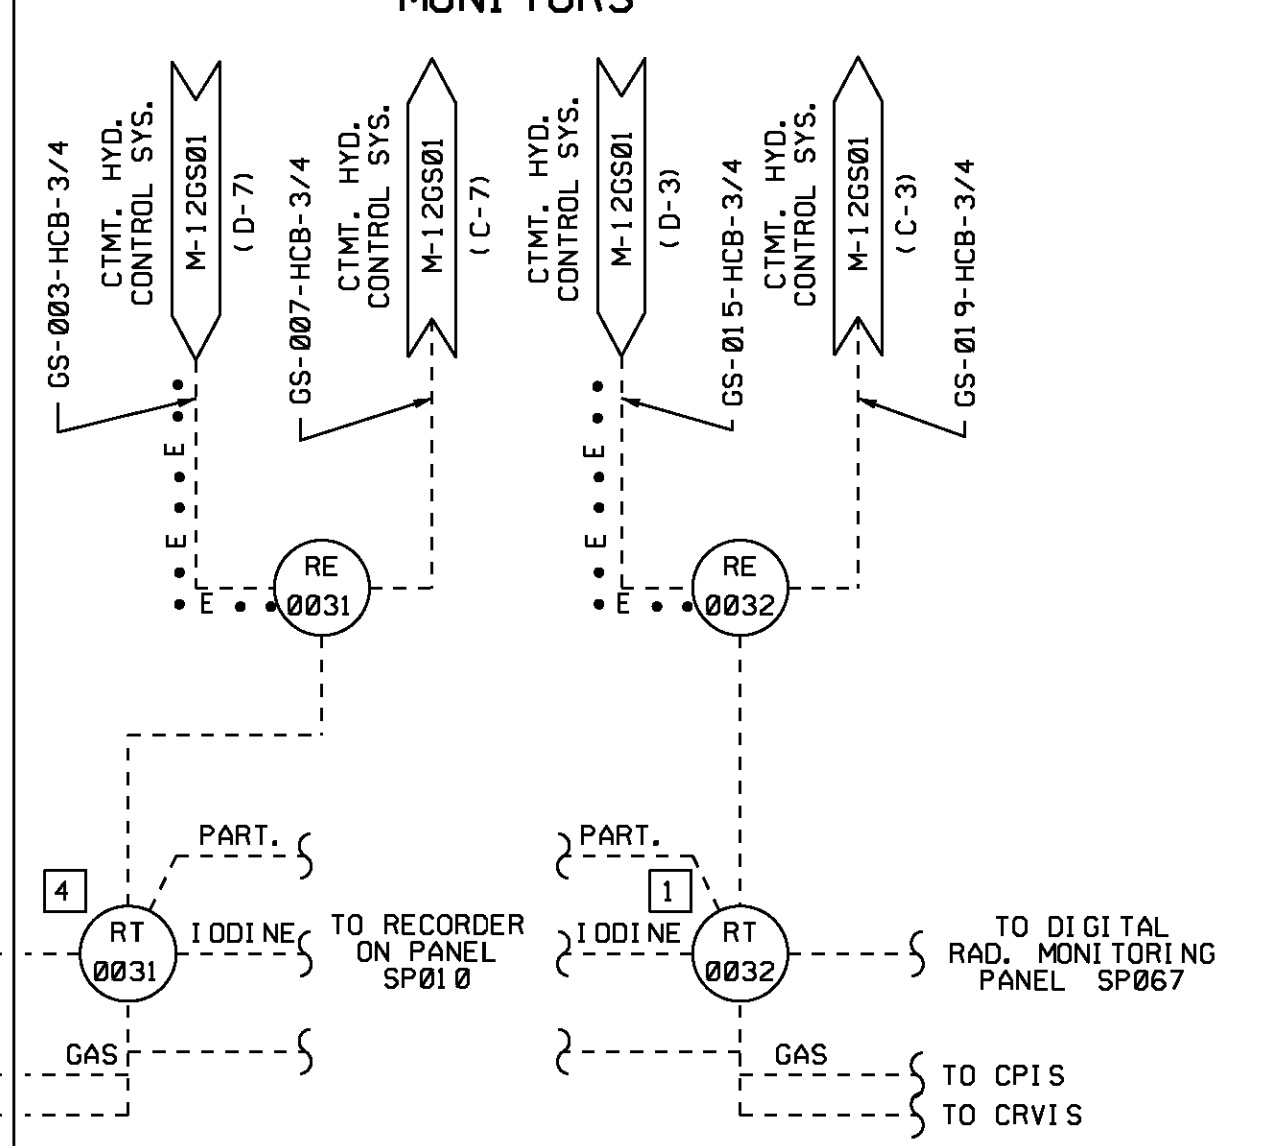 MONITORS
GS-003-HCB-3/4
CTMT. HYD.
CONTROL SYS.
M-12GS01
(D-7)
GS-007-HCB-3/4
CTMT. HYD.
CONTROL SYS.
M-12GS01
(C-7)
CTMT. HYD.
CONTROL SYS.
M-12GS01
(D-3)
GS-015-HCB-3/4
CTMT. HYD.
CONTROL SYS.
M-12GS01
(C-3)
GS-019-HCB-3/4
E
E
E
E
E
E
RE
0031
RE
0032
PART.
PART.
4
1
RT
0031
IODINE
TO RECORDER
ON PANEL
SP010
IODINE
RT
0032
TO DIGITAL
RAD. MONITORING
PANEL SP067
GAS
GAS
TO CPIS
TO CRVIS